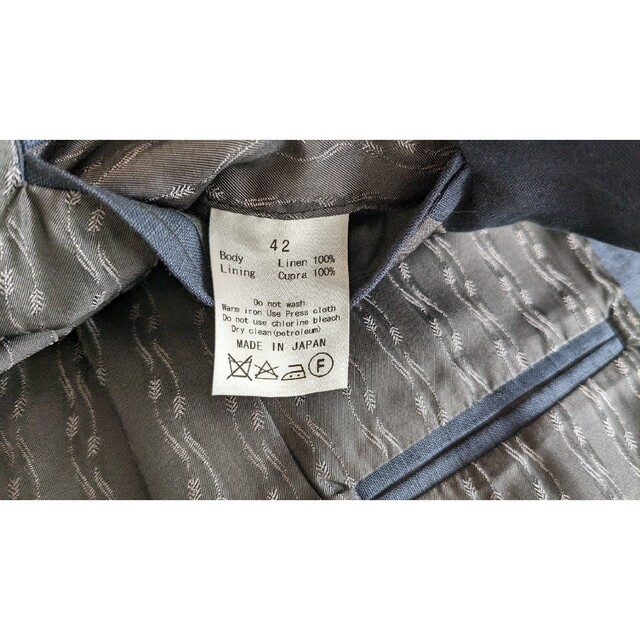 42
Body Linen 100%
Lining Cupra 100%
Do not wash
Warm iron Use Press cloth
Do not use chlorine bleach
Dry clean(petroleum)
MADE IN JAPAN
F